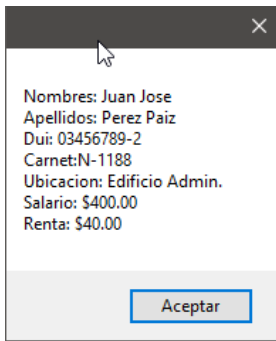 Nombres: Juan Jose
Apellidos: Perez Paiz
Dui: 03456789-2
Carnet:N-1188
Ubicacion: Edificio Admin.
Salario: $400.00
Renta: $40.00
Aceptar